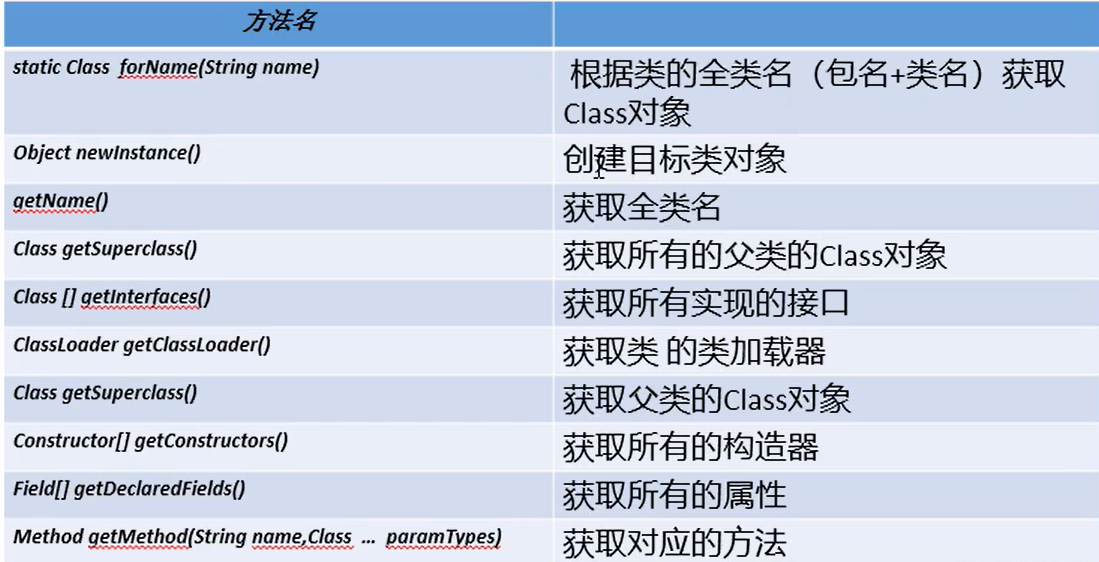 方法名
static Class forName(String name)
根据类的全类名（包名+类名）获取
Class对象
Object newInstance()
创建目标类对象
getName()
获取全类名
Class getSuperclass()
获取所有的父类的Class对象
Class [] getInterfaces()
获取所有实现的接口
ClassLoader getClassLoader()
获取类 的类加载器
Class getSuperclass()
获取父类的Class对象
Constructor[] getConstructors()
获取所有的构造器
Field[] getDeclaredFields()
获取所有的属性
Method getMethod(String name,Class … paramTypes)
获取对应的方法